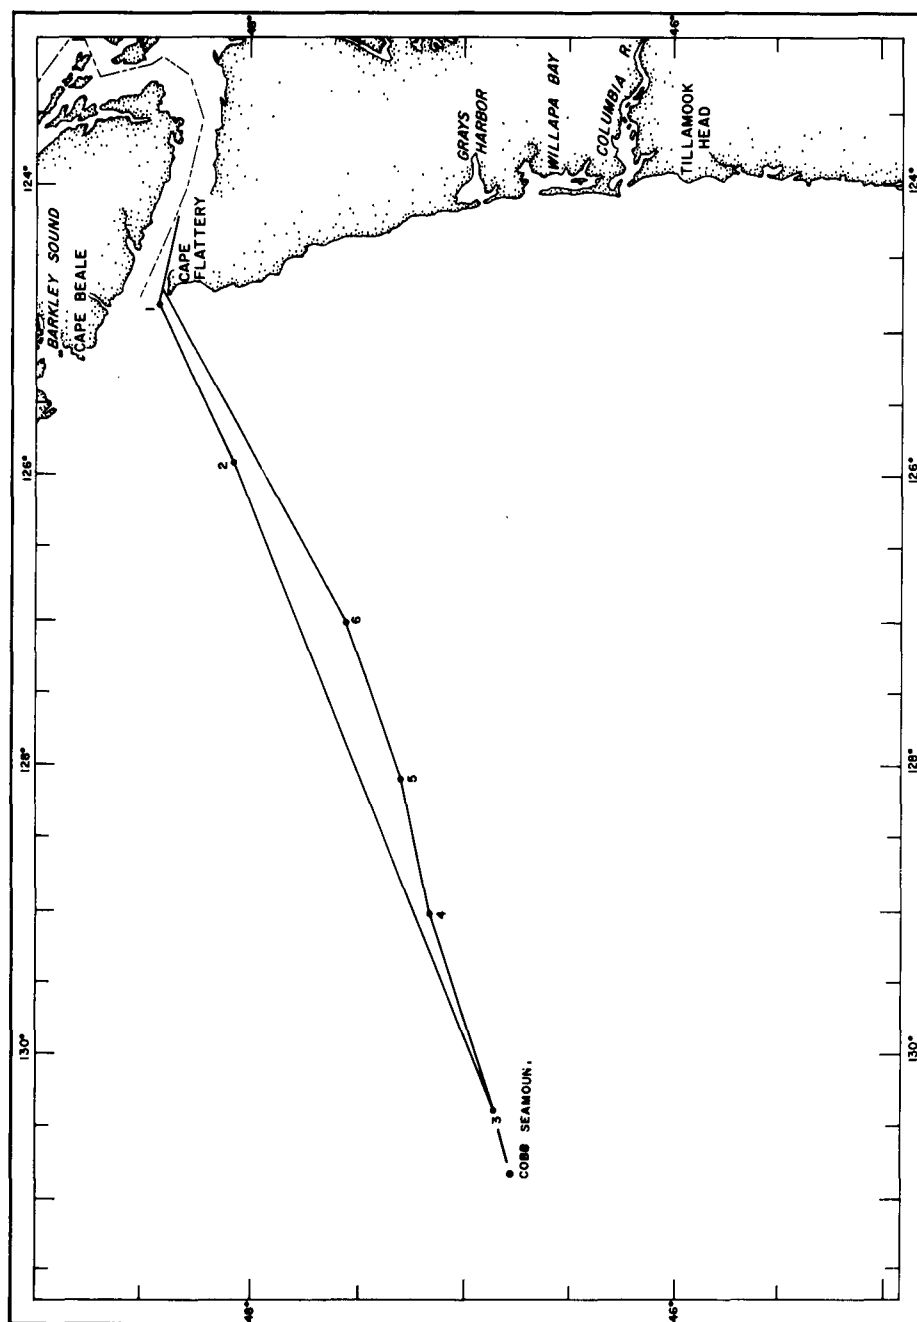 126°
128°
130°
124°
BARKLEY SOUND
CAPE BEALE
CAPE
FLATTERY
GRAYS
HARBOR
WILLAPA BAY
COLUMBIA R.
TILLAMOOK
HEAD
1
2
3
4
5
6
COBB SEAMOUN
124°
126°
128°
130°
48°
46°
46°